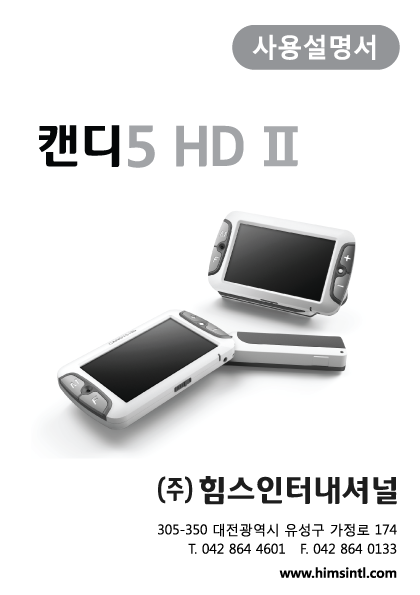 사용설명서
캔디5 HD Ⅱ
(주) 힘스인터내셔널
305-350 대전광역시 유성구 가정로 174
T. 042 864 4601 F. 042 864 0133
www.himsintl.com